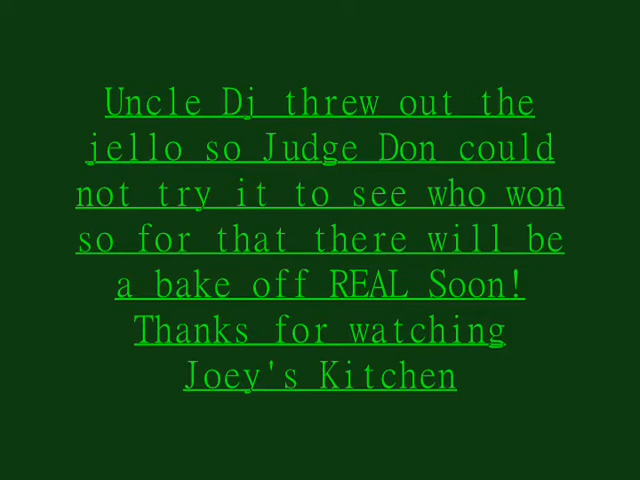 Uncle Dj threw out the
jello so Judge Don could
not try it to see who won
so for that there will be
a bake off REAL Soon!
Thanks for watching
Joey's Kitchen